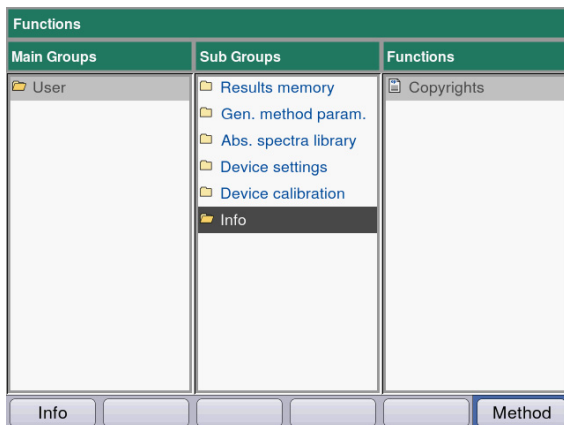 Functions
Main Groups
Sub Groups
Functions
User
Results memory
Gen. method param.
Abs. spectra library
Device settings
Device calibration
Info
Copyrights
Info
Method